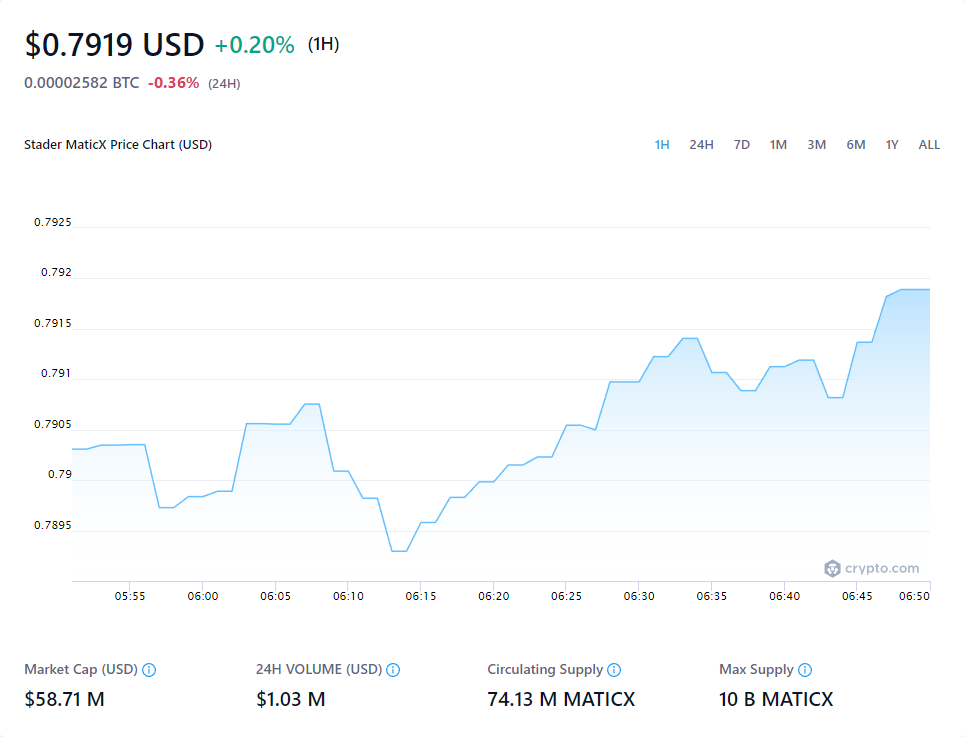 $0.7919 USD +0.20% (1H)
0.00002582 BTC -0.36% (24H)
Stader MaticX Price Chart (USD) 1H 24H 7D 1M 3M 6M 1Y ALL
0.7925
0.792
0.7915
0.791
0.7905
0.79
0.7895
crypto.com
05:55 06:00 06:05 06:10 06:15 06:20 06:25 06:30 06:35 06:40 06:45 06:50
Market Cap (USD) 24H VOLUME (USD) Circulating Supply Max Supply
$58.71 M $1.03 M 74.13 M MATICX 10 B MATICX